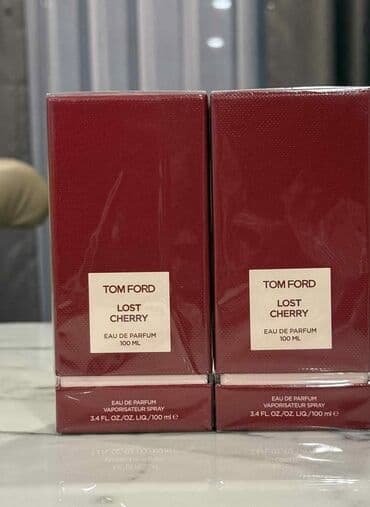 TOM FORD
LOST
CHERRY
EAU DE PARFUM
100 ML
EAU DE PARFUM
VAPORISATEUR SPRAY
3.4 FL. OZ./OZ. LIQ./100 ml ℮
TOM FORD
LOST
CHERRY
EAU DE PARFUM
100 ML
EAU DE PARFUM
VAPORISATEUR SPRAY
3.4 FL. OZ./OZ. LIQ./100 ml ℮